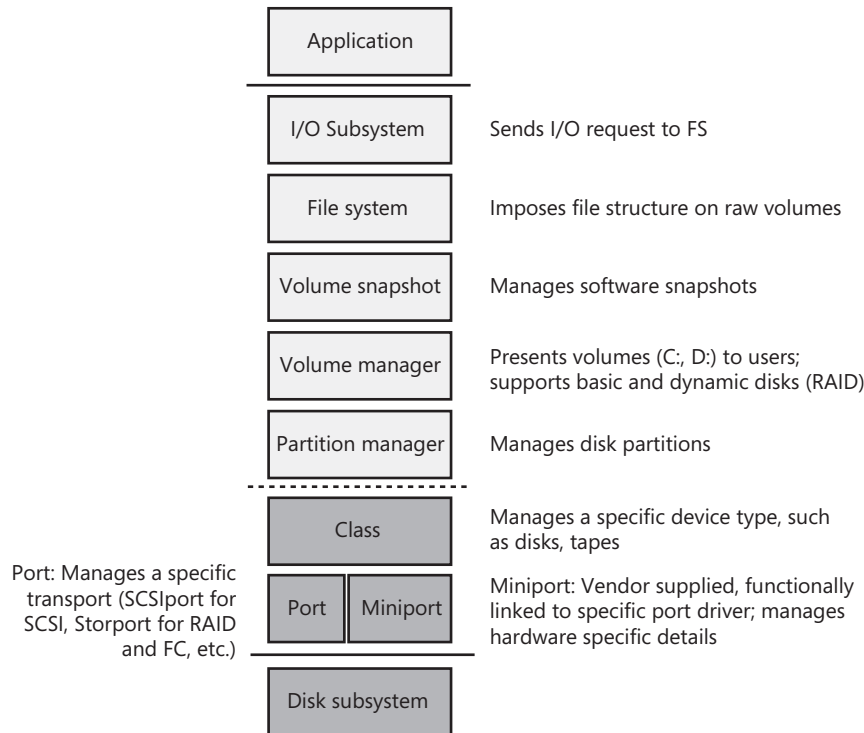 Application
I/O Subsystem
Sends I/O request to FS
File system
Imposes file structure on raw volumes
Volume snapshot
Manages software snapshots
Volume manager
Presents volumes (C:, D:) to users;
supports basic and dynamic disks (RAID)
Partition manager
Manages disk partitions
Class
Manages a specific device type, such
as disks, tapes
Port: Manages a specific
transport (SCSIport for
SCSI, Storport for RAID
and FC, etc.)
Port
Miniport
Miniport: Vendor supplied, functionally
linked to specific port driver; manages
hardware specific details
Disk subsystem